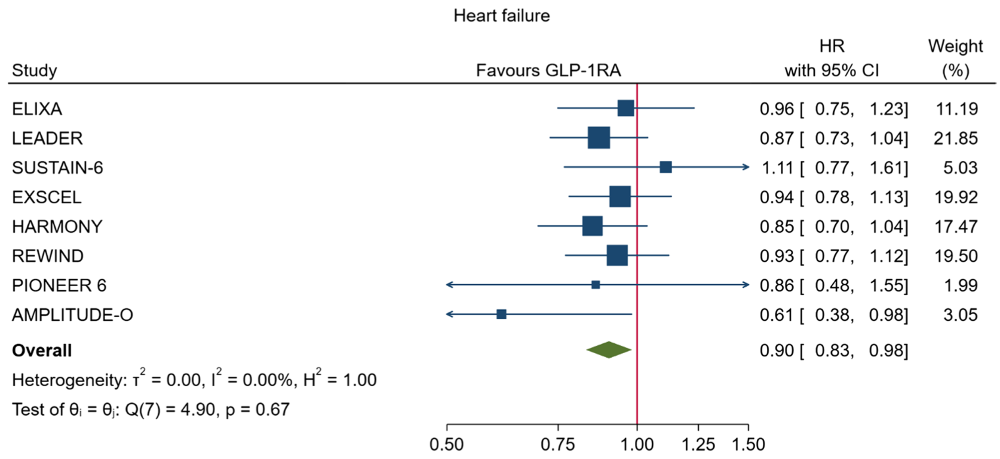 Heart failure
HR Weight
Study Favours GLP-1RA with 95% CI (%)
ELIXA 0.96 [ 0.75, 1.23] 11.19
LEADER 0.87 [ 0.73, 1.04] 21.85
SUSTAIN-6 1.11 [ 0.77, 1.61] 5.03
EXSCEL 0.94 [ 0.78, 1.13] 19.92
HARMONY 0.85 [ 0.70, 1.04] 17.47
REWIND 0.93 [ 0.77, 1.12] 19.50
PIONEER 6 0.86 [ 0.48, 1.55] 1.99
AMPLITUDE-O 0.61 [ 0.38, 0.98] 3.05
Overall 0.90 [ 0.83, 0.98]
Heterogeneity: τ² = 0.00, I² = 0.00%, H² = 1.00
Test of θᵢ = θⱼ: Q(7) = 4.90, p = 0.67
0.50 0.75 1.00 1.25 1.50